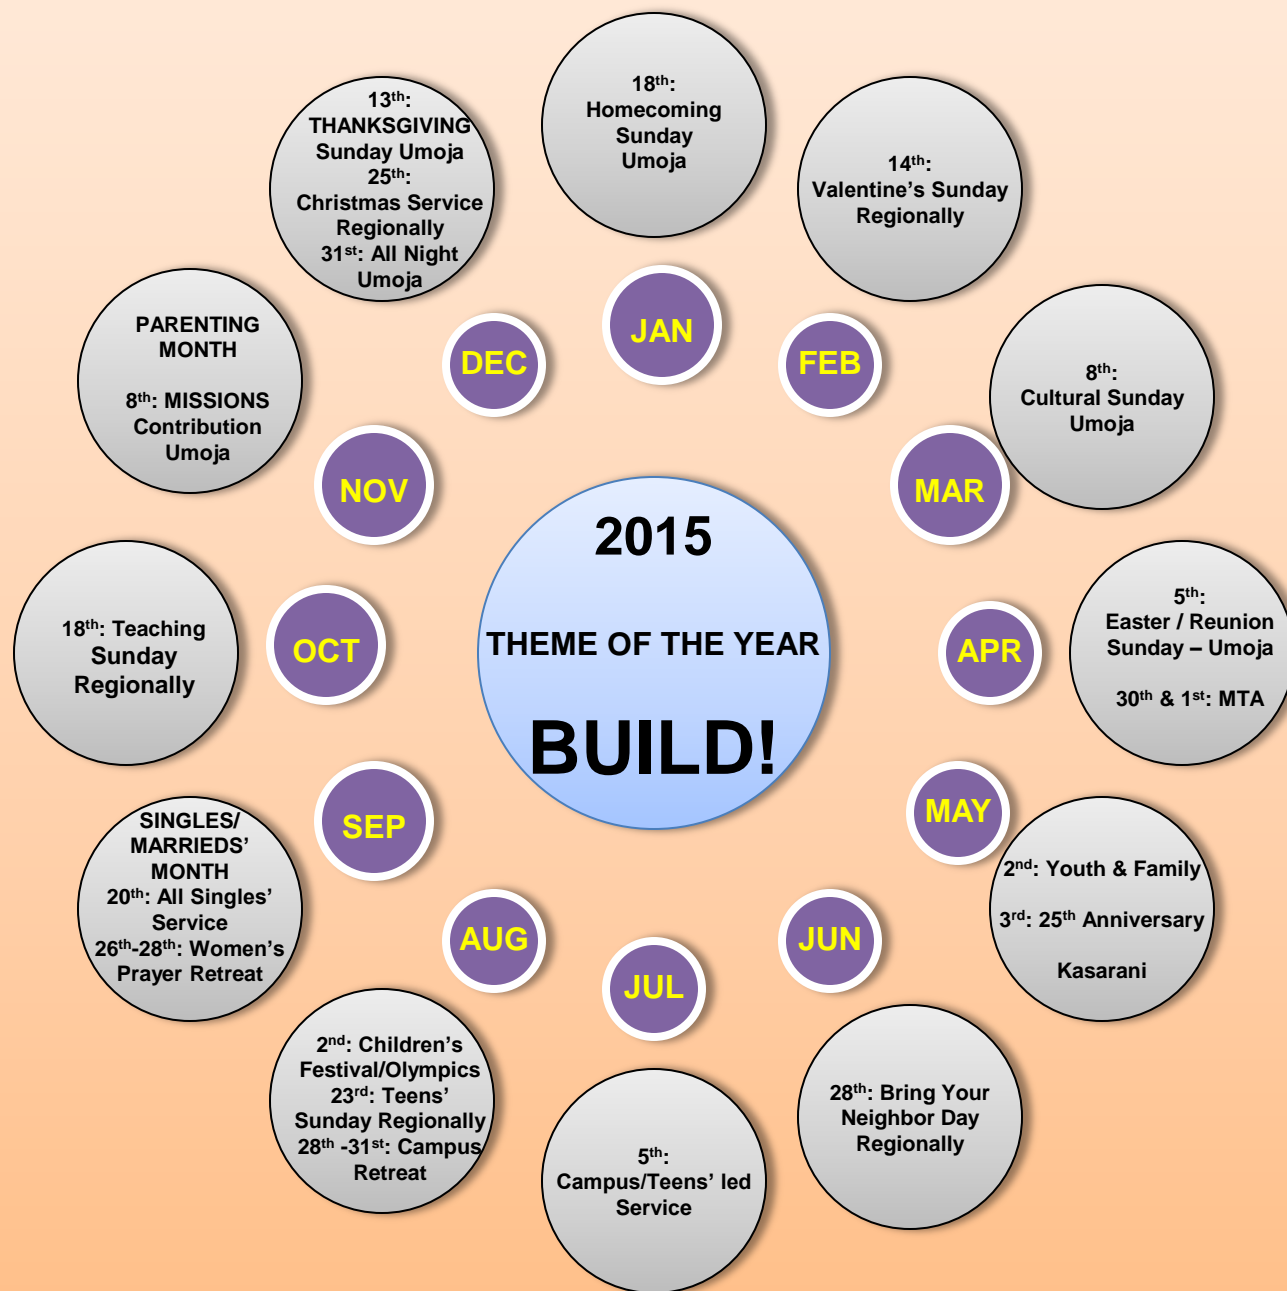 2015
THEME OF THE YEAR
BUILD!
JAN
18th:
Homecoming
Sunday
Umoja
FEB
14th:
Valentine’s Sunday
Regionally
MAR
8th:
Cultural Sunday
Umoja
APR
5th:
Easter / Reunion
Sunday – Umoja
30th & 1st: MTA
MAY
2nd: Youth & Family
3rd: 25th Anniversary
Kasarani
JUN
28th: Bring Your
Neighbor Day
Regionally
JUL
5th:
Campus/Teens’ led
Service
AUG
2nd: Children’s
Festival/Olympics
23rd: Teens’
Sunday Regionally
28th -31st: Campus
Retreat
SEP
SINGLES/
MARRIEDS’
MONTH
20th: All Singles’
Service
26th-28th: Women’s
Prayer Retreat
OCT
18th: Teaching
Sunday
Regionally
NOV
PARENTING
MONTH
8th: MISSIONS
Contribution
Umoja
DEC
13th:
THANKSGIVING
Sunday Umoja
25th:
Christmas Service
Regionally
31st: All Night
Umoja